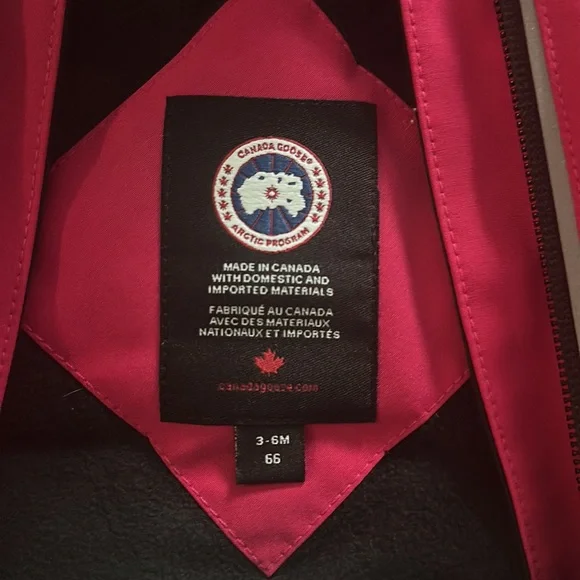 CANADA GOOSE®
ARCTIC PROGRAM
MADE IN CANADA
WITH DOMESTIC AND
IMPORTED MATERIALS
FABRIQUÉ AU CANADA
AVEC DES MATERIAUX
NATIONAUX ET IMPORTÉS
canadagoose.com
3-6M
66